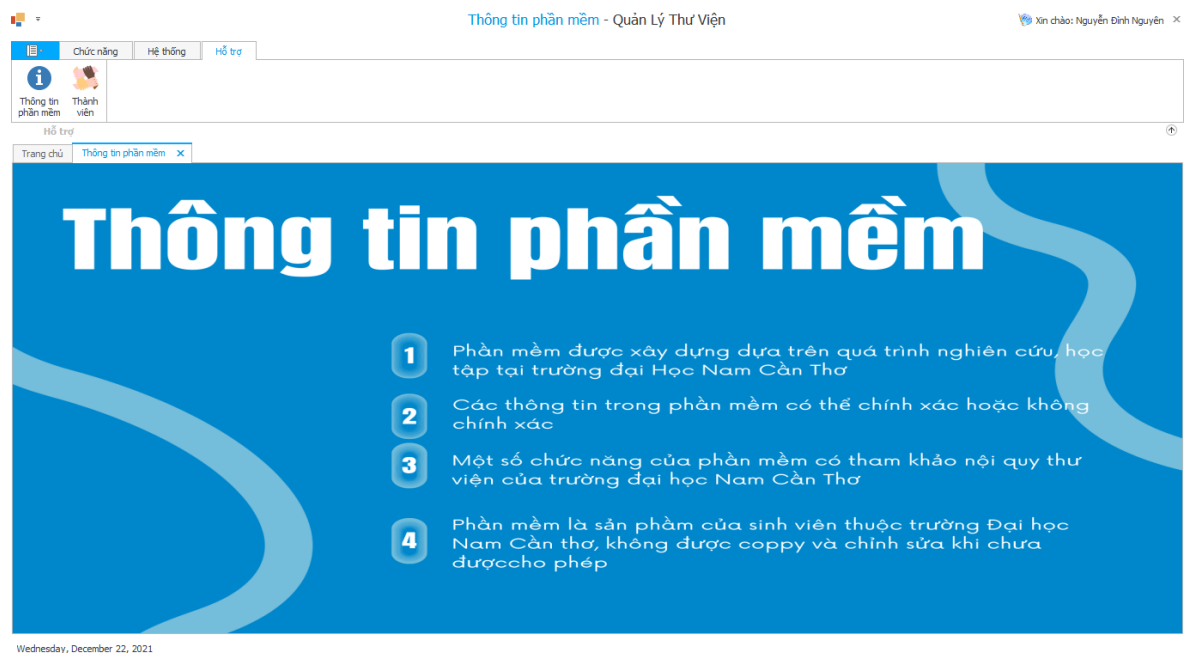 Thông tin phần mềm - Quản Lý Thư Viện
Xin chào: Nguyễn Đình Nguyên
Chức năng
Hệ thống
Hỗ trợ
Thông tin
phần mềm
Thành
viên
Hỗ trợ
Trang chủ
Thông tin phần mềm
Thông tin phần mềm
1
Phần mềm được xây dựng dựa trên quá trình nghiên cứu, học
tập tại trường đại Học Nam Cần Thơ
2
Các thông tin trong phần mềm có thể chính xác hoặc không
chính xác
3
Một số chức năng của phần mềm có tham khảo nội quy thư
viện của trường đại học Nam Cần Thơ
4
Phần mềm là sản phẩm của sinh viên thuộc trường Đại học
Nam Cần thơ, không được coppy và chỉnh sửa khi chưa
đượccho phép
Wednesday, December 22, 2021